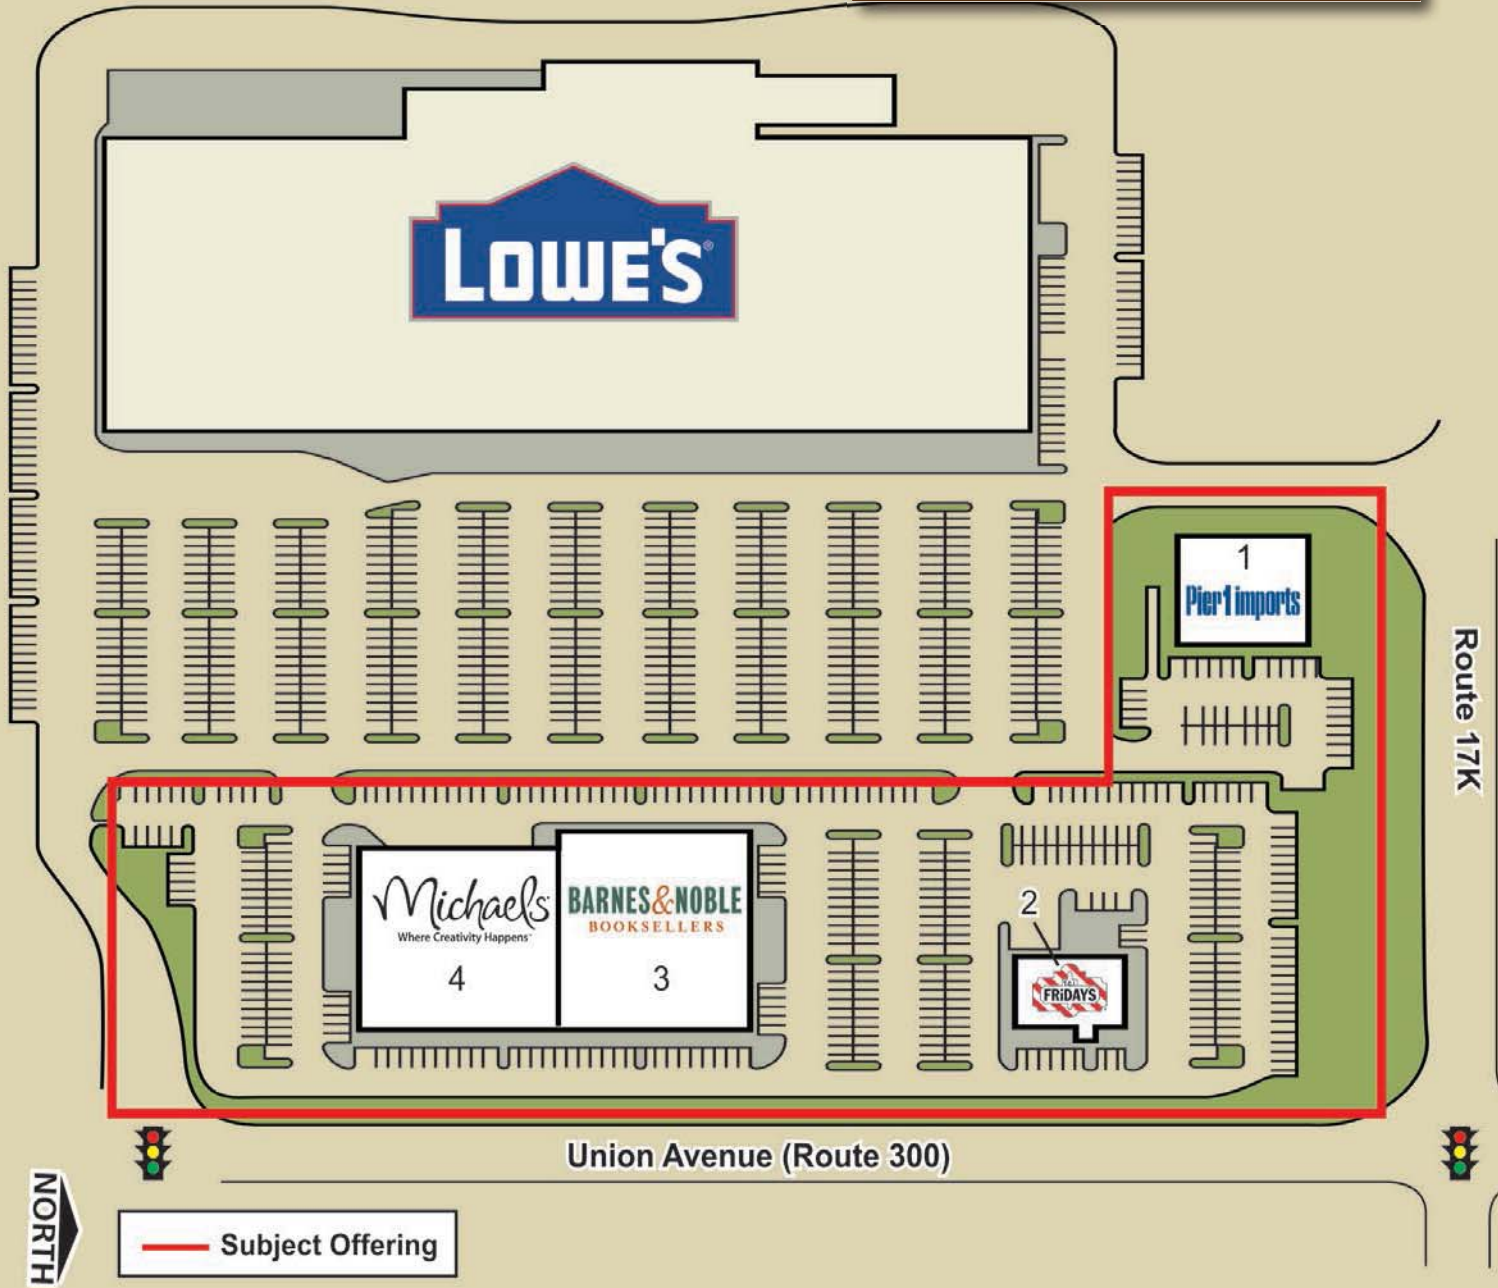 LOWE'S®
1
Pier 1 imports
Route 17K
Michaels
Where Creativity Happens™
4
BARNES & NOBLE
BOOKSELLERS
3
2
FRiDAYS
Union Avenue (Route 300)
NORTH
Subject Offering